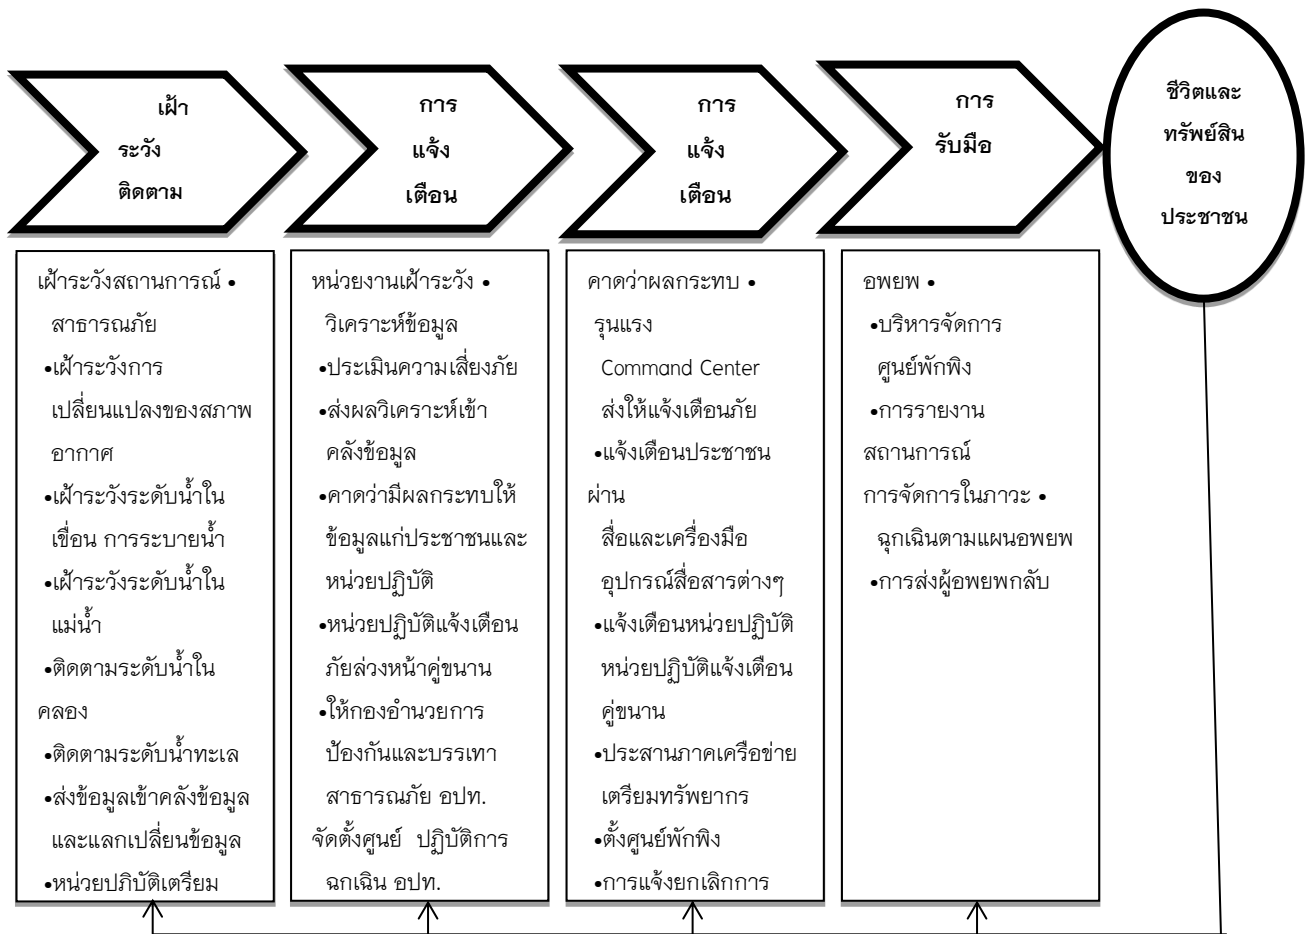 เฝ้า
ระวัง
ติดตาม
การ
แจ้ง
เตือน
การ
แจ้ง
เตือน
การ
รับมือ
ชีวิตและ
ทรัพย์สิน
ของ
ประชาชน
เฝ้าระวังสถานการณ์ •
สาธารณภัย
•เฝ้าระวังการ
เปลี่ยนแปลงของสภาพ
อากาศ
•เฝ้าระวังระดับน้ำใน
เขื่อน การระบายน้ำ
•เฝ้าระวังระดับน้ำใน
แม่น้ำ
•ติดตามระดับน้ำใน
คลอง
•ติดตามระดับน้ำทะเล
•ส่งข้อมูลเข้าคลังข้อมูล
และแลกเปลี่ยนข้อมูล
•หน่วยปฏิบัติเตรียม
หน่วยงานเฝ้าระวัง •
วิเคราะห์ข้อมูล
•ประเมินความเสี่ยงภัย
•ส่งผลวิเคราะห์เข้า
คลังข้อมูล
•คาดว่ามีผลกระทบให้
ข้อมูลแก่ประชาชนและ
หน่วยปฏิบัติ
•หน่วยปฏิบัติแจ้งเตือน
ภัยล่วงหน้าคู่ขนาน
•ให้กองอำนวยการ
ป้องกันและบรรเทา
สาธารณภัย อปท.
จัดตั้งศูนย์ ปฏิบัติการ
ฉุกเฉิน อปท.
คาดว่าผลกระทบ •
รุนแรง
Command Center
ส่งให้แจ้งเตือนภัย
•แจ้งเตือนประชาชน
ผ่าน
สื่อและเครื่องมือ
อุปกรณ์สื่อสารต่างๆ
•แจ้งเตือนหน่วยปฏิบัติ
หน่วยปฏิบัติแจ้งเตือน
คู่ขนาน
•ประสานภาคเครือข่าย
เตรียมทรัพยากร
•ตั้งศูนย์พักพิง
•การแจ้งยกเลิกการ
อพยพ •
•บริหารจัดการ
ศูนย์พักพิง
•การรายงาน
สถานการณ์
การจัดการในภาวะ •
ฉุกเฉินตามแผนอพยพ
•การส่งผู้อพยพกลับ